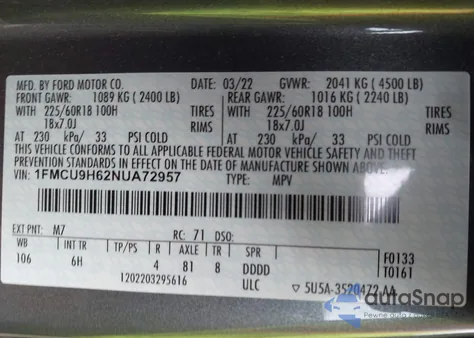 MFD. BY FORD MOTOR CO. DATE: 03/22 GVWR: 2041 KG ( 4500 LB)
FRONT GAWR: 1089 KG ( 2400 LB) REAR GAWR: 1016 KG ( 2240 LB)
WITH 225/60R18 100H TIRES WITH 225/60R18 100H TIRES
18x7.0J RIMS 18x7.0J RIMS
AT 230 kPa/ 33 PSI COLD AT 230 kPa/ 33 PSI COLD
THIS VEHICLE CONFORMS TO ALL APPLICABLE FEDERAL MOTOR VEHICLE SAFETY AND THEFT
PREVENTION STANDARDS IN EFFECT ON THE DATE OF MANUFACTURE SHOWN ABOVE.
VIN: 1FMCU9H62NUA72957 TYPE: MPV
EXT PNT: M7 RC: 71 DSO:
WB INT TR TP/PS R AXLE TR SPR F0133
106 6H 4 81 8 DDDD T0161
1202203295616 ULC 5U5A-3520472 AA
autoSnap